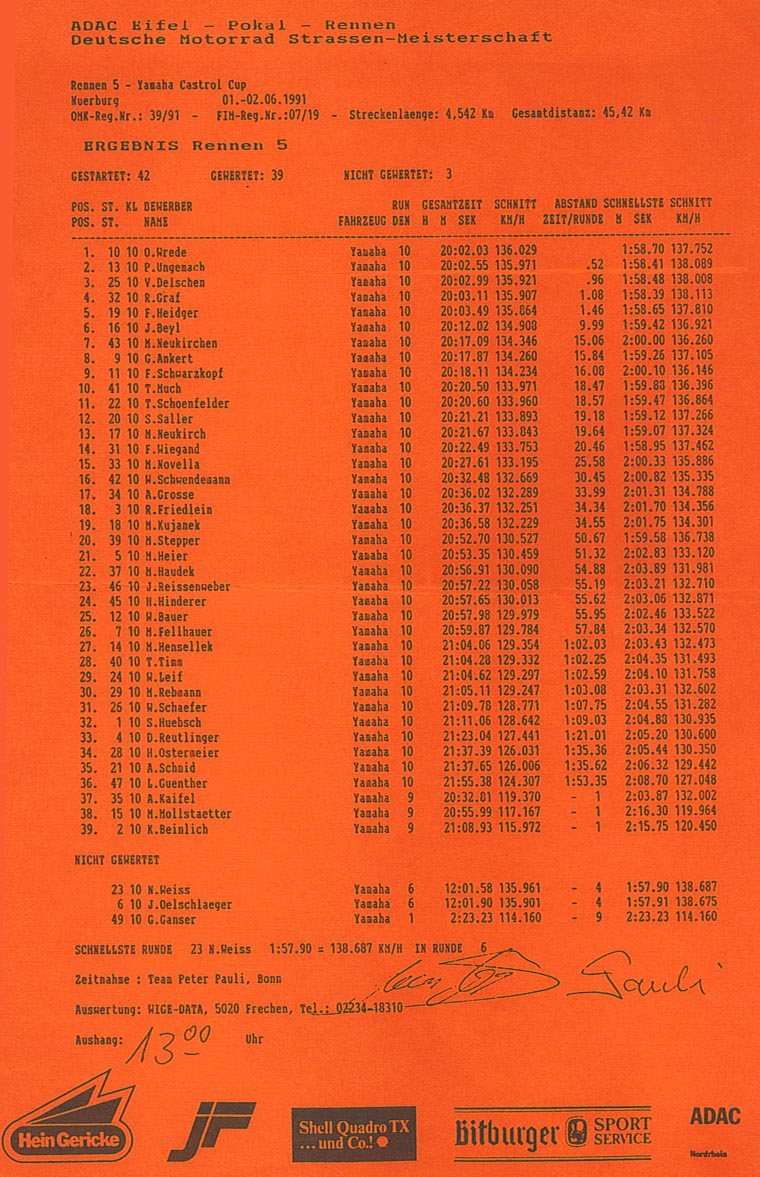 ADAC Eifel - Pokal - Rennen
Deutsche Motorrad Strassen-Meisterschaft
Rennen 5 - Yamaha Castrol Cup
Nuerburg 01.-02.06.1991
OMK-Reg.Nr.: 39/91 - FIM-Reg.Nr.:07/19 - Streckenlaenge: 4,542 Km Gesamtdistanz: 45,42 Km
ERGEBNIS Rennen 5
GESTARTET: 42 GEWERTET: 39 NICHT GEWERTET: 3
POS. ST. KL BEWERBER RUN GESAMTZEIT SCHNITT ABSTAND SCHNELLSTE SCHNITT
POS. ST. NAME FAHRZEUG DEN H M SEK KM/H ZEIT/RUNDE M SEK KM/H
1. 10 10 O.Wrede Yamaha 10 20:02.03 136.029 1:58.70 137.752
2. 13 10 P.Ungemach Yamaha 10 20:02.55 135.971 .52 1:58.41 138.089
3. 25 10 V.Delschen Yamaha 10 20:02.99 135.921 .96 1:58.48 138.008
4. 32 10 R.Graf Yamaha 10 20:03.11 135.907 1.08 1:58.39 138.113
5. 19 10 F.Heidger Yamaha 10 20:03.49 135.864 1.46 1:58.65 137.810
6. 16 10 J.Beyl Yamaha 10 20:12.02 134.908 9.99 1:59.42 136.921
7. 43 10 M.Neukirchen Yamaha 10 20:17.09 134.346 15.06 2:00.00 136.260
8. 9 10 G.Ankert Yamaha 10 20:17.87 134.260 15.84 1:59.26 137.105
9. 11 10 F.Schwarzkopf Yamaha 10 20:18.11 134.234 16.08 2:00.10 136.146
10. 41 10 T.Much Yamaha 10 20:20.50 133.971 18.47 1:59.88 136.396
11. 22 10 T.Schoenfelder Yamaha 10 20:20.60 133.960 18.57 1:59.47 136.864
12. 20 10 S.Saller Yamaha 10 20:21.21 133.893 19.18 1:59.12 137.266
13. 17 10 M.Neukirch Yamaha 10 20:21.67 133.843 19.64 1:59.07 137.324
14. 31 10 F.Wiegand Yamaha 10 20:22.49 133.753 20.46 1:58.95 137.462
15. 33 10 M.Novella Yamaha 10 20:27.61 133.195 25.58 2:00.33 135.886
16. 42 10 W.Schwendemann Yamaha 10 20:32.48 132.669 30.45 2:00.82 135.335
17. 34 10 A.Grosse Yamaha 10 20:36.02 132.289 33.99 2:01.31 134.788
18. 3 10 R.Friedlein Yamaha 10 20:36.37 132.251 34.34 2:01.70 134.356
19. 18 10 M.Kujanek Yamaha 10 20:36.58 132.229 34.55 2:01.75 134.301
20. 39 10 M.Stepper Yamaha 10 20:52.70 130.527 50.67 1:59.58 136.738
21. 5 10 M.Heier Yamaha 10 20:53.35 130.459 51.32 2:02.83 133.120
22. 37 10 M.Haudek Yamaha 10 20:56.91 130.090 54.88 2:03.89 131.981
23. 46 10 J.Reissenweber Yamaha 10 20:57.22 130.058 55.19 2:03.21 132.710
24. 45 10 H.Hinderer Yamaha 10 20:57.65 130.013 55.62 2:03.06 132.871
25. 12 10 W.Bauer Yamaha 10 20:57.98 129.979 55.95 2:02.46 133.522
26. 7 10 M.Fellhauer Yamaha 10 20:59.87 129.784 57.84 2:03.34 132.570
27. 14 10 M.Hensellek Yamaha 10 21:04.06 129.354 1:02.03 2:03.43 132.473
28. 40 10 T.Timm Yamaha 10 21:04.28 129.332 1:02.25 2:04.35 131.493
29. 24 10 W.Leif Yamaha 10 21:04.62 129.297 1:02.59 2:04.10 131.758
30. 29 10 M.Rebmann Yamaha 10 21:05.11 129.247 1:03.08 2:03.31 132.602
31. 26 10 W.Schaefer Yamaha 10 21:09.78 128.771 1:07.75 2:04.55 131.282
32. 1 10 S.Huebsch Yamaha 10 21:11.06 128.642 1:09.03 2:04.88 130.935
33. 4 10 D.Reutlinger Yamaha 10 21:23.04 127.441 1:21.01 2:05.20 130.600
34. 28 10 H.Ostermeier Yamaha 10 21:37.39 126.031 1:35.36 2:05.44 130.350
35. 21 10 A.Schmid Yamaha 10 21:37.65 126.006 1:35.62 2:06.32 129.442
36. 47 10 L.Guenther Yamaha 10 21:55.38 124.307 1:53.35 2:08.70 127.048
37. 35 10 A.Kaifel Yamaha 9 20:32.81 119.370 - 1 2:03.87 132.002
38. 15 10 M.Mollstaetter Yamaha 9 20:55.99 117.167 - 1 2:16.30 119.964
39. 2 10 K.Beinlich Yamaha 9 21:08.93 115.972 - 1 2:15.75 120.450
NICHT GEWERTET
23 10 N.Weiss Yamaha 6 12:01.58 135.961 - 4 1:57.90 138.687
6 10 J.Oelschlaeger Yamaha 6 12:01.90 135.901 - 4 1:57.91 138.675
49 10 G.Ganser Yamaha 1 2:23.23 114.160 - 9 2:23.23 114.160
SCHNELLSTE RUNDE 23 N.Weiss 1:57.90 = 138.687 KM/H IN RUNDE 6
Zeitnahme : Team Peter Pauli, Bonn
Pauli
Auswertung: WIGE-DATA, 5020 Frechen, Tel.: 02234-18310
Aushang: 13 00 Uhr
Hein Gericke
JF
Shell Quadro TX
...und Co.!
Bitburger
SPORT
SERVICE
ADAC
Nordrhein